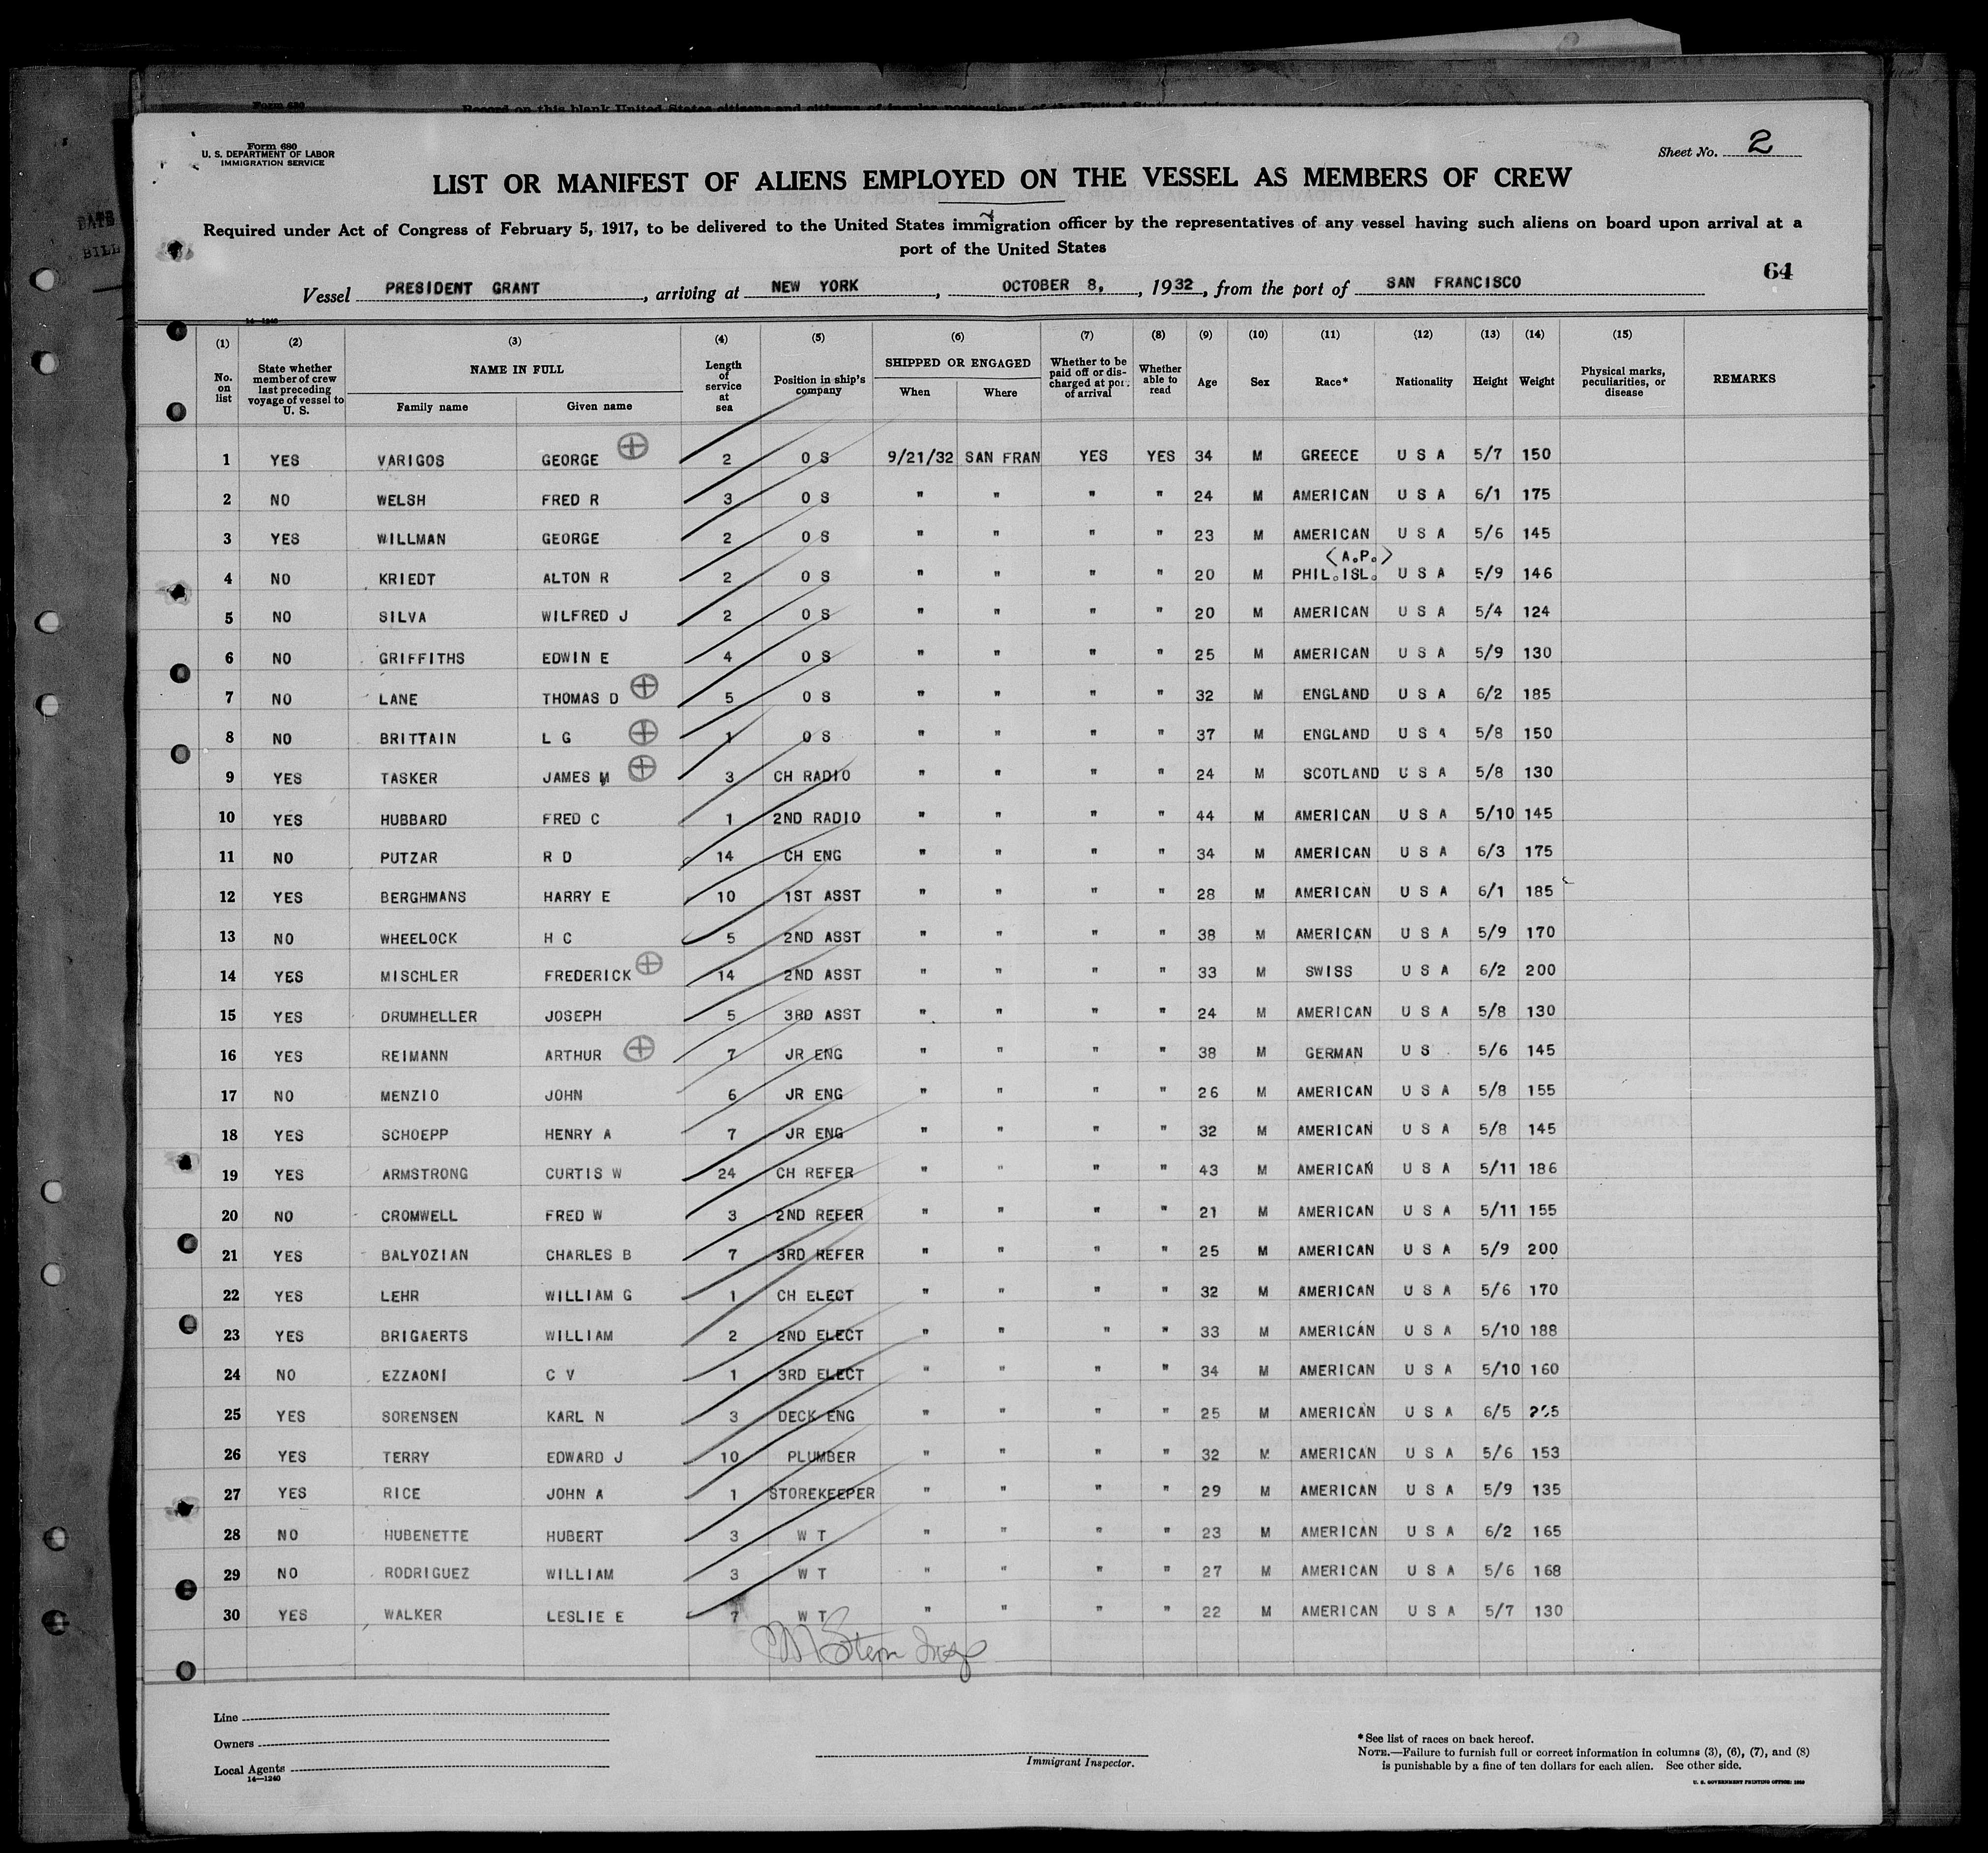 Form 680
U. S. DEPARTMENT OF LABOR
IMMIGRATION SERVICE
Sheet No. 2
LIST OR MANIFEST OF ALIENS EMPLOYED ON THE VESSEL AS MEMBERS OF CREW
Required under Act of Congress of February 5, 1917, to be delivered to the United States immigration officer by the representatives of any vessel having such aliens on board upon arrival at a
port of the United States
64
Vessel PRESIDENT GRANT, arriving at NEW YORK, OCTOBER 8, 1932, from the port of SAN FRANCISCO
14—1240
(1) (2) (3) (4) (5) (6) (7) (8) (9) (10) (11) (12) (13) (14) (15)
No. on list State whether member of crew last preceding voyage of vessel to U. S. NAME IN FULL Family name Given name Length of service at sea Position in ship's company SHIPPED OR ENGAGED When Where Whether to be paid off or discharged at port of arrival Whether able to read Age Sex Race* Nationality Height Weight Physical marks, peculiarities, or disease REMARKS
1 YES VARIGOS GEORGE 2 O S 9/21/32 SAN FRAN YES YES 34 M GREECE U S A 5/7 150
2 NO WELSH FRED R 3 O S " " " " 24 M AMERICAN U S A 6/1 175
3 YES WILLMAN GEORGE 2 O S " " " " 23 M AMERICAN U S A 5/6 145
(A.P.)
4 NO KRIEDT ALTON R 2 O S " " " " 20 M PHIL.ISL. U S A 5/9 146
5 NO SILVA WILFRED J 2 O S " " " " 20 M AMERICAN U S A 5/4 124
6 NO GRIFFITHS EDWIN E 4 O S " " " " 25 M AMERICAN U S A 5/9 130
7 NO LANE THOMAS D 5 O S " " " " 32 M ENGLAND U S A 6/2 185
8 NO BRITTAIN L G 1 O S " " " " 37 M ENGLAND U S A 5/8 150
9 YES TASKER JAMES M 3 CH RADIO " " " " 24 M SCOTLAND U S A 5/8 130
10 YES HUBBARD FRED C 1 2ND RADIO " " " " 44 M AMERICAN U S A 5/10 145
11 NO PUTZAR R D 14 CH ENG " " " " 34 M AMERICAN U S A 6/3 175
12 YES BERGHMANS HARRY E 10 1ST ASST " " " " 28 M AMERICAN U S A 6/1 185
13 NO WHEELOCK H C 5 2ND ASST " " " " 38 M AMERICAN U S A 5/9 170
14 YES MISCHLER FREDERICK 14 2ND ASST " " " " 33 M SWISS U S A 6/2 200
15 YES DRUMHELLER JOSEPH 5 3RD ASST " " " " 24 M AMERICAN U S A 5/8 130
16 YES REIMANN ARTHUR 7 JR ENG " " " " 38 M GERMAN U S 5/6 145
17 NO MENZIO JOHN 6 JR ENG " " " " 26 M AMERICAN U S A 5/8 155
18 YES SCHOEPP HENRY A 7 JR ENG " " " " 32 M AMERICAN U S A 5/8 145
19 YES ARMSTRONG CURTIS W 24 CH REFER " " " " 43 M AMERICAN U S A 5/11 186
20 NO CROMWELL FRED W 3 2ND REFER " " " " 21 M AMERICAN U S A 5/11 155
21 YES BALYOZIAN CHARLES B 7 3RD REFER " " " " 25 M AMERICAN U S A 5/9 200
22 YES LEHR WILLIAM G 1 CH ELECT " " " " 32 M AMERICAN U S A 5/6 170
23 YES BRIGAERTS WILLIAM 2 2ND ELECT " " " " 33 M AMERICAN U S A 5/10 188
24 NO EZZAONI C V 1 3RD ELECT " " " " 34 M AMERICAN U S A 5/10 160
25 YES SORENSEN KARL N 3 DECK ENG " " " " 25 M AMERICAN U S A 6/5
26 YES TERRY EDWARD J 10 PLUMBER " " " " 32 M AMERICAN U S A 5/6 153
27 YES RICE JOHN A 1 STOREKEEPER " " " " 29 M AMERICAN U S A 5/9 135
28 NO HUBENETTE HUBERT 3 W T " " " " 23 M AMERICAN U S A 6/2 165
29 NO RODRIGUEZ WILLIAM 3 W T " " " " 27 M AMERICAN U S A 5/6 168
30 YES WALKER LESLIE E 7 W T " " " " 22 M AMERICAN U S A 5/7 130
M Stern Insp
Line
Owners
Local Agents
14—1240
Immigrant Inspector.
* See list of races on back hereof.
NOTE.—Failure to furnish full or correct information in columns (3), (6), (7), and (8)
is punishable by a fine of ten dollars for each alien. See other side.